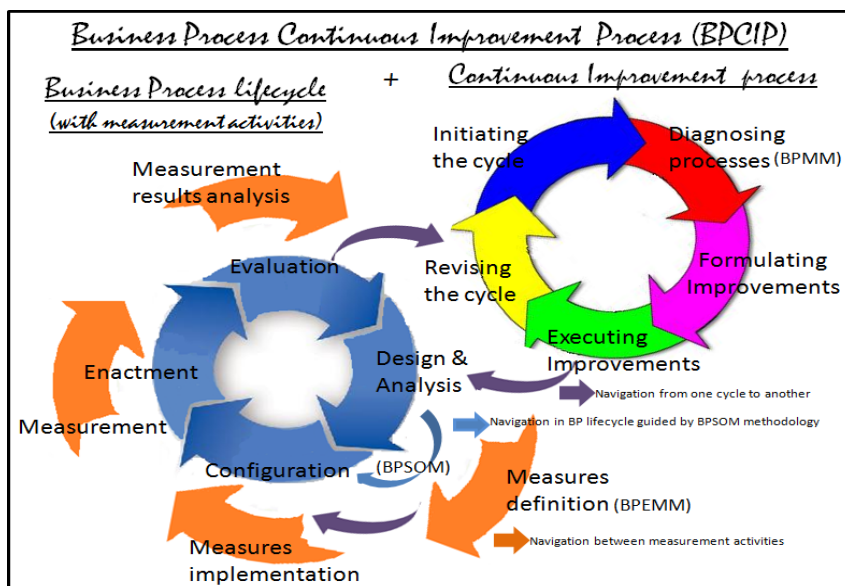 Business Process Continuous Improvement Process (BPCIP)
Business Process lifecycle
(with measurement activities)
+
Continuous Improvement process
Initiating
the cycle
Diagnosing
processes (BPMM)
Measurement
results analysis
Evaluation
Revising
the cycle
Formulating
Improvements
Executing
Improvements
Enactment
Design &
Analysis
Navigation from one cycle to another
Measurement
Navigation in BP lifecycle guided by BPSOM methodology
Configuration
(BPSOM)
Measures
definition (BPEMM)
Navigation between measurement activities
Measures
implementation